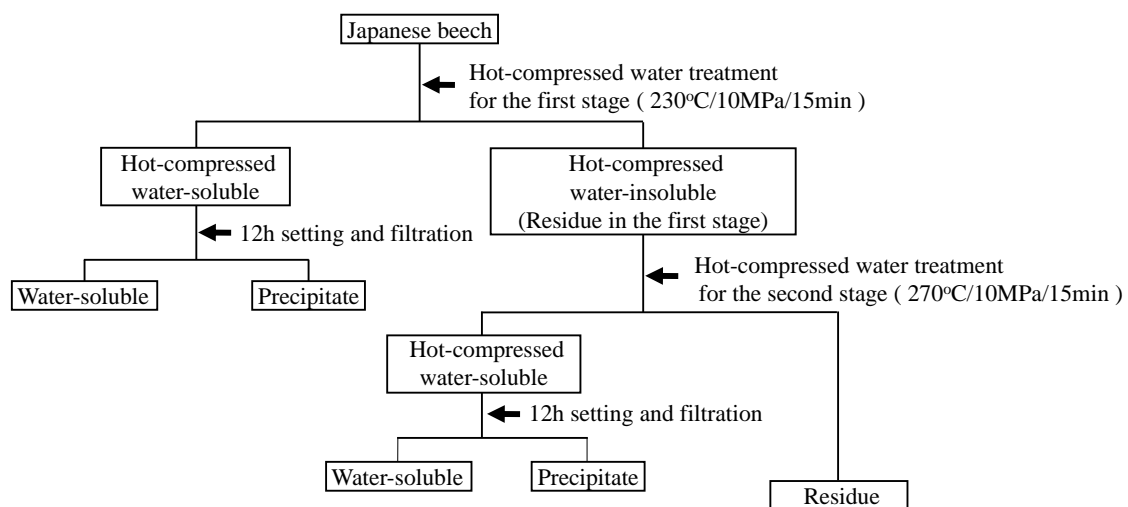 Japanese beech
Hot-compressed water treatment
for the first stage ( 230°C/10MPa/15min )
Hot-compressed
water-soluble
Hot-compressed
water-insoluble
(Residue in the first stage)
12h setting and filtration
Water-soluble
Precipitate
Hot-compressed water treatment
for the second stage ( 270°C/10MPa/15min )
Hot-compressed
water-soluble
12h setting and filtration
Water-soluble
Precipitate
Residue